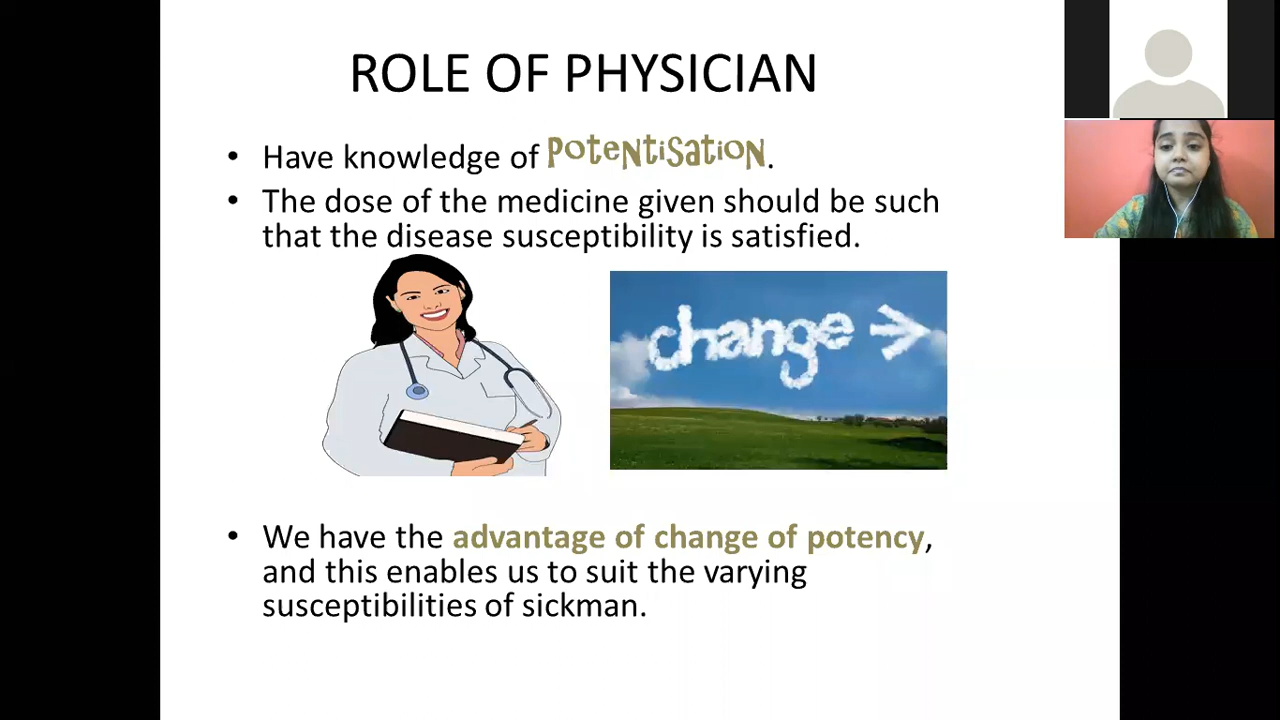 ROLE OF PHYSICIAN
• Have knowledge of Potentisation.
• The dose of the medicine given should be such
that the disease susceptibility is satisfied.
change
• We have the advantage of change of potency,
and this enables us to suit the varying
susceptibilities of sickman.